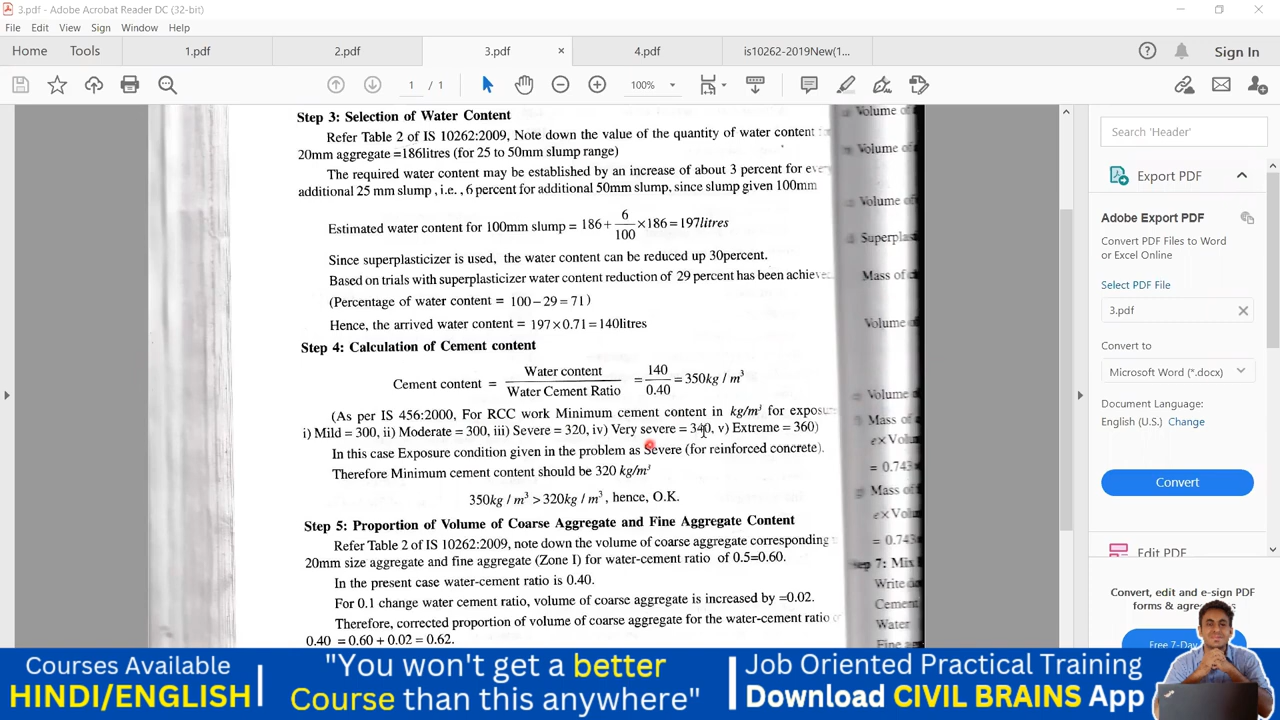 3.pdf - Adobe Acrobat Reader DC (32-bit)
File Edit View Sign Window Help
Home Tools 1.pdf 2.pdf 3.pdf × 4.pdf is10262-2019New(1... Sign In
1 / 1 100%
Step 3: Selection of Water Content
Refer Table 2 of IS 10262:2009, Note down the value of the quantity of water content
20mm aggregate =186litres (for 25 to 50mm slump range)
The required water content may be established by an increase of about 3 percent for
additional 25 mm slump , i.e., 6 percent for additional 50mm slump, since slump given 100mm
Estimated water content for 100mm slump = 186 + 6/100 × 186 = 197litres
Since superplasticizer is used, the water content can be reduced up 30percent.
Based on trials with superplasticizer water content reduction of 29 percent has been
(Percentage of water content = 100 – 29 = 71 )
Hence, the arrived water content = 197 × 0.71 = 140litres
Step 4: Calculation of Cement content
Cement content = Water content / Water Cement Ratio = 140 / 0.40 = 350kg / m³
(As per IS 456:2000, For RCC work Minimum cement content in kg/m³ for
i) Mild = 300, ii) Moderate = 300, iii) Severe = 320, iv) Very severe = 340, v) Extreme = 360)
In this case Exposure condition given in the problem as Severe (for reinforced concrete).
Therefore Minimum cement content should be 320 kg/m³
350kg / m³ > 320kg / m³ , hence, O.K.
Step 5: Proportion of Volume of Coarse Aggregate and Fine Aggregate Content
Refer Table 2 of IS 10262:2009, note down the volume of coarse aggregate corresponding
20mm size aggregate and fine aggregate (Zone I) for water-cement ratio of 0.5=0.60.
In the present case water-cement ratio is 0.40.
For 0.1 change water cement ratio, volume of coarse aggregate is increased by =0.02.
Therefore, corrected proportion of volume of coarse aggregate for the water-cement ratio
0.40 = 0.60 + 0.02 = 0.62.
Volume of
Volume of
Volume of
Mass of
Volume
Volume of
Mass of
= 0.743
Mass of
= 0.743
7: Mix
Cement
Water
Search 'Header'
Export PDF
Adobe Export PDF
Convert PDF Files to Word
or Excel Online
Select PDF File
3.pdf
Convert to
Microsoft Word (*.docx)
Document Language:
English (U.S.) Change
Convert
Edit PDF
Convert, edit and e-sign PDF
Free 7-Day
Courses Available
HINDI/ENGLISH
"You won't get a better
Course than this anywhere"
Job Oriented Practical Training
Download CIVIL BRAINS App